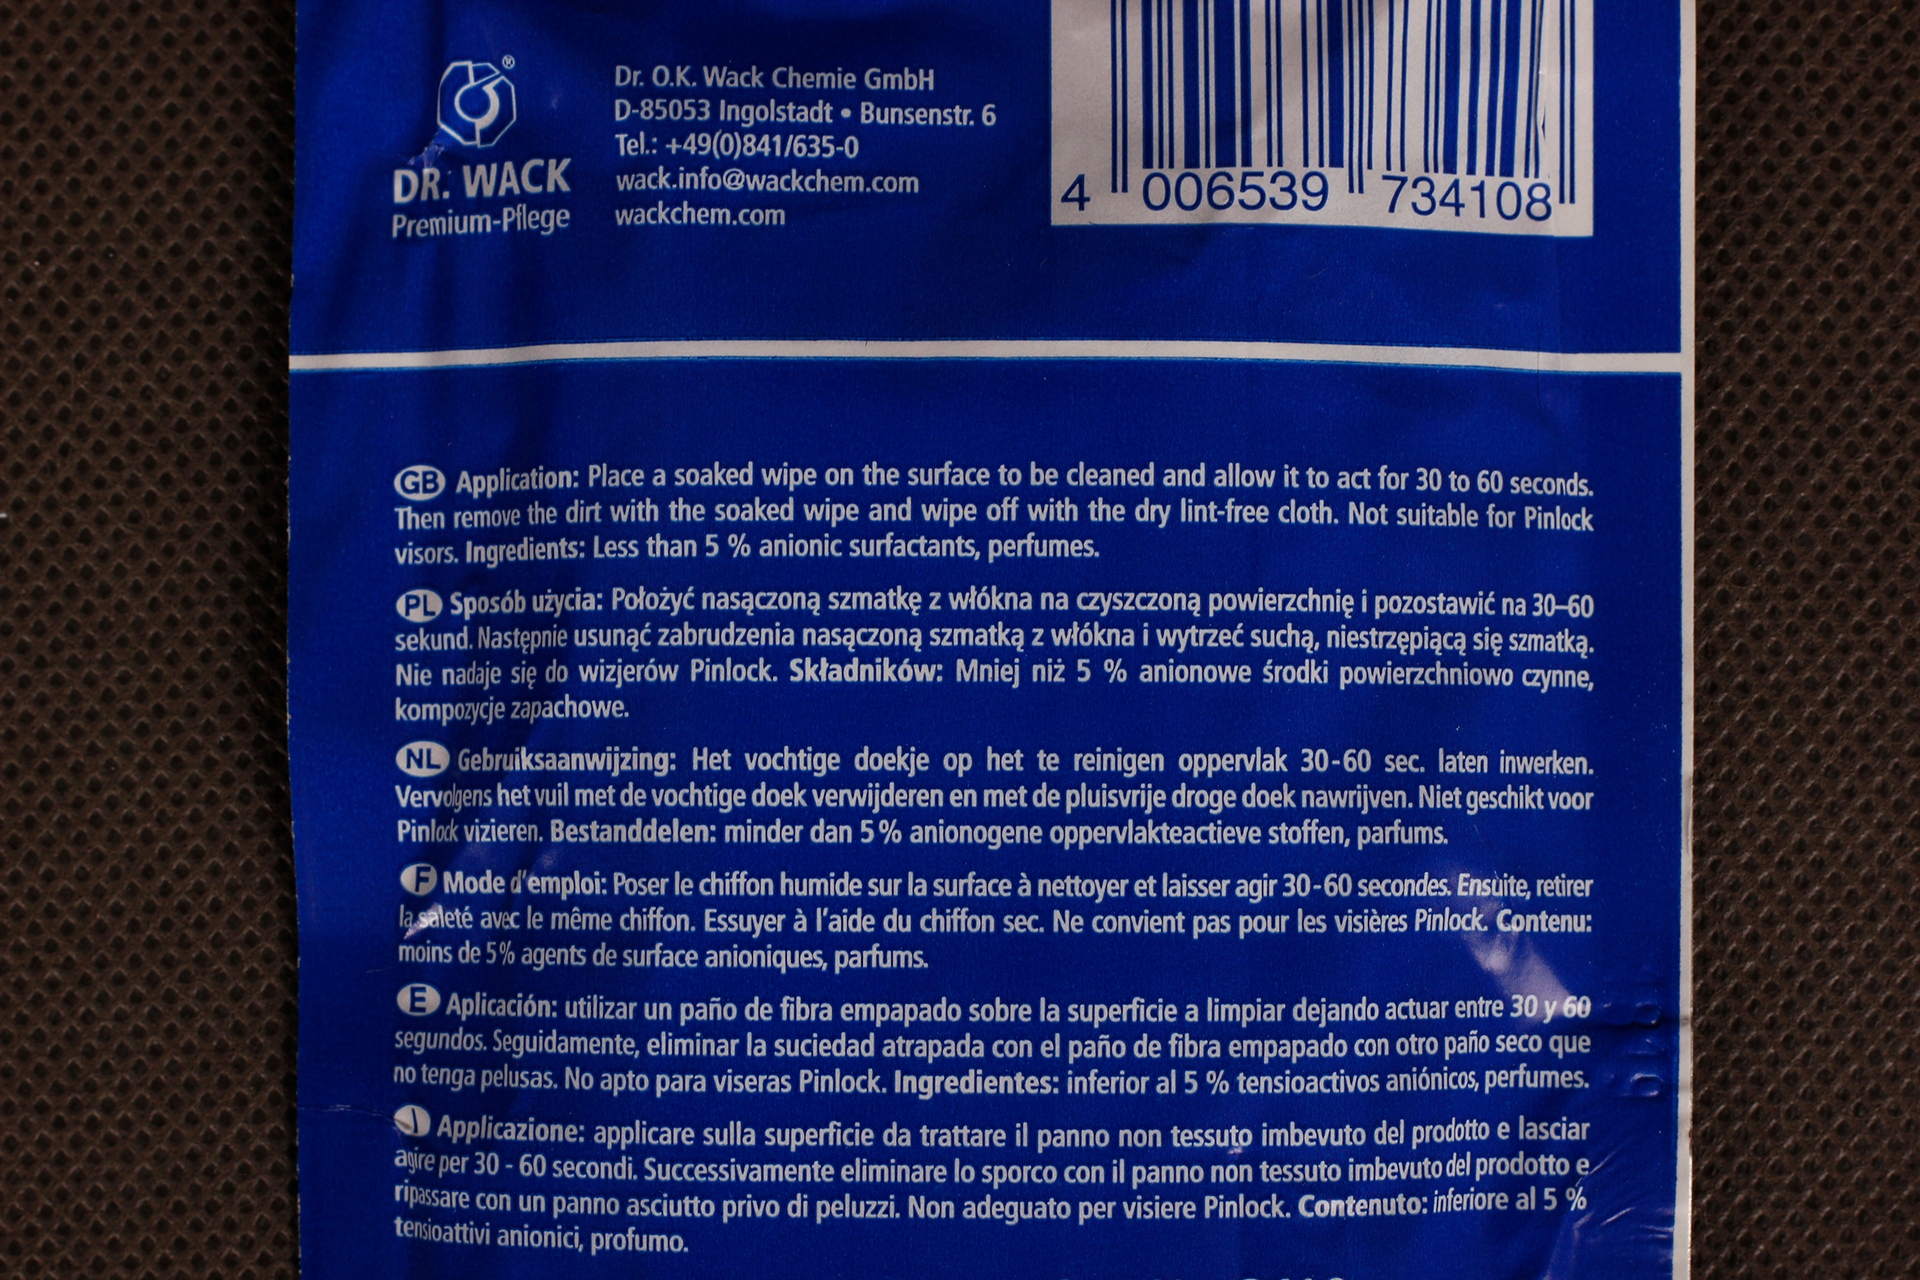 ®
DR. WACK
Premium-Pflege
Dr. O.K. Wack Chemie GmbH
D-85053 Ingolstadt • Bunsenstr. 6
Tel.: +49(0)841/635-0
wack.info@wackchem.com
wackchem.com
4 006539 734108
GB Application: Place a soaked wipe on the surface to be cleaned and allow it to act for 30 to 60 seconds.
Then remove the dirt with the soaked wipe and wipe off with the dry lint-free cloth. Not suitable for Pinlock
visors. Ingredients: Less than 5 % anionic surfactants, perfumes.
PL Sposób użycia: Położyć nasączoną szmatkę z włókna na czyszczoną powierzchnię i pozostawić na 30–60
sekund. Następnie usunąć zabrudzenia nasączoną szmatką z włókna i wytrzeć suchą, niestrzępiącą się szmatką.
Nie nadaje się do wizjerów Pinlock. Składników: Mniej niż 5 % anionowe środki powierzchniowo czynne,
kompozycje zapachowe.
NL Gebruiksaanwijzing: Het vochtige doekje op het te reinigen oppervlak 30-60 sec. laten inwerken.
Vervolgens het vuil met de vochtige doek verwijderen en met de pluisvrije droge doek nawrijven. Niet geschikt voor
Pinlock vizieren. Bestanddelen: minder dan 5 % anionogene oppervlakteactieve stoffen, parfums.
F Mode d'emploi: Poser le chiffon humide sur la surface à nettoyer et laisser agir 30-60 secondes. Ensuite, retirer
la saleté avec le même chiffon. Essuyer à l'aide du chiffon sec. Ne convient pas pour les visières Pinlock. Contenu:
moins de 5% agents de surface anioniques, parfums.
E Aplicación: utilizar un paño de fibra empapado sobre la superficie a limpiar dejando actuar entre 30 y 60
segundos. Seguidamente, eliminar la suciedad atrapada con el paño de fibra empapado con otro paño seco que
no tenga pelusas. No apto para viseras Pinlock. Ingredientes: inferior al 5 % tensioactivos aniónicos, perfumes.
I Applicazione: applicare sulla superficie da trattare il panno non tessuto imbevuto del prodotto e lasciar
agire per 30 - 60 secondi. Successivamente eliminare lo sporco con il panno non tessuto imbevuto del prodotto e
ripassare con un panno asciutto privo di peluzzi. Non adeguato per visiere Pinlock. Contenuto: inferiore al 5 %
tensioattivi anionici, profumo.